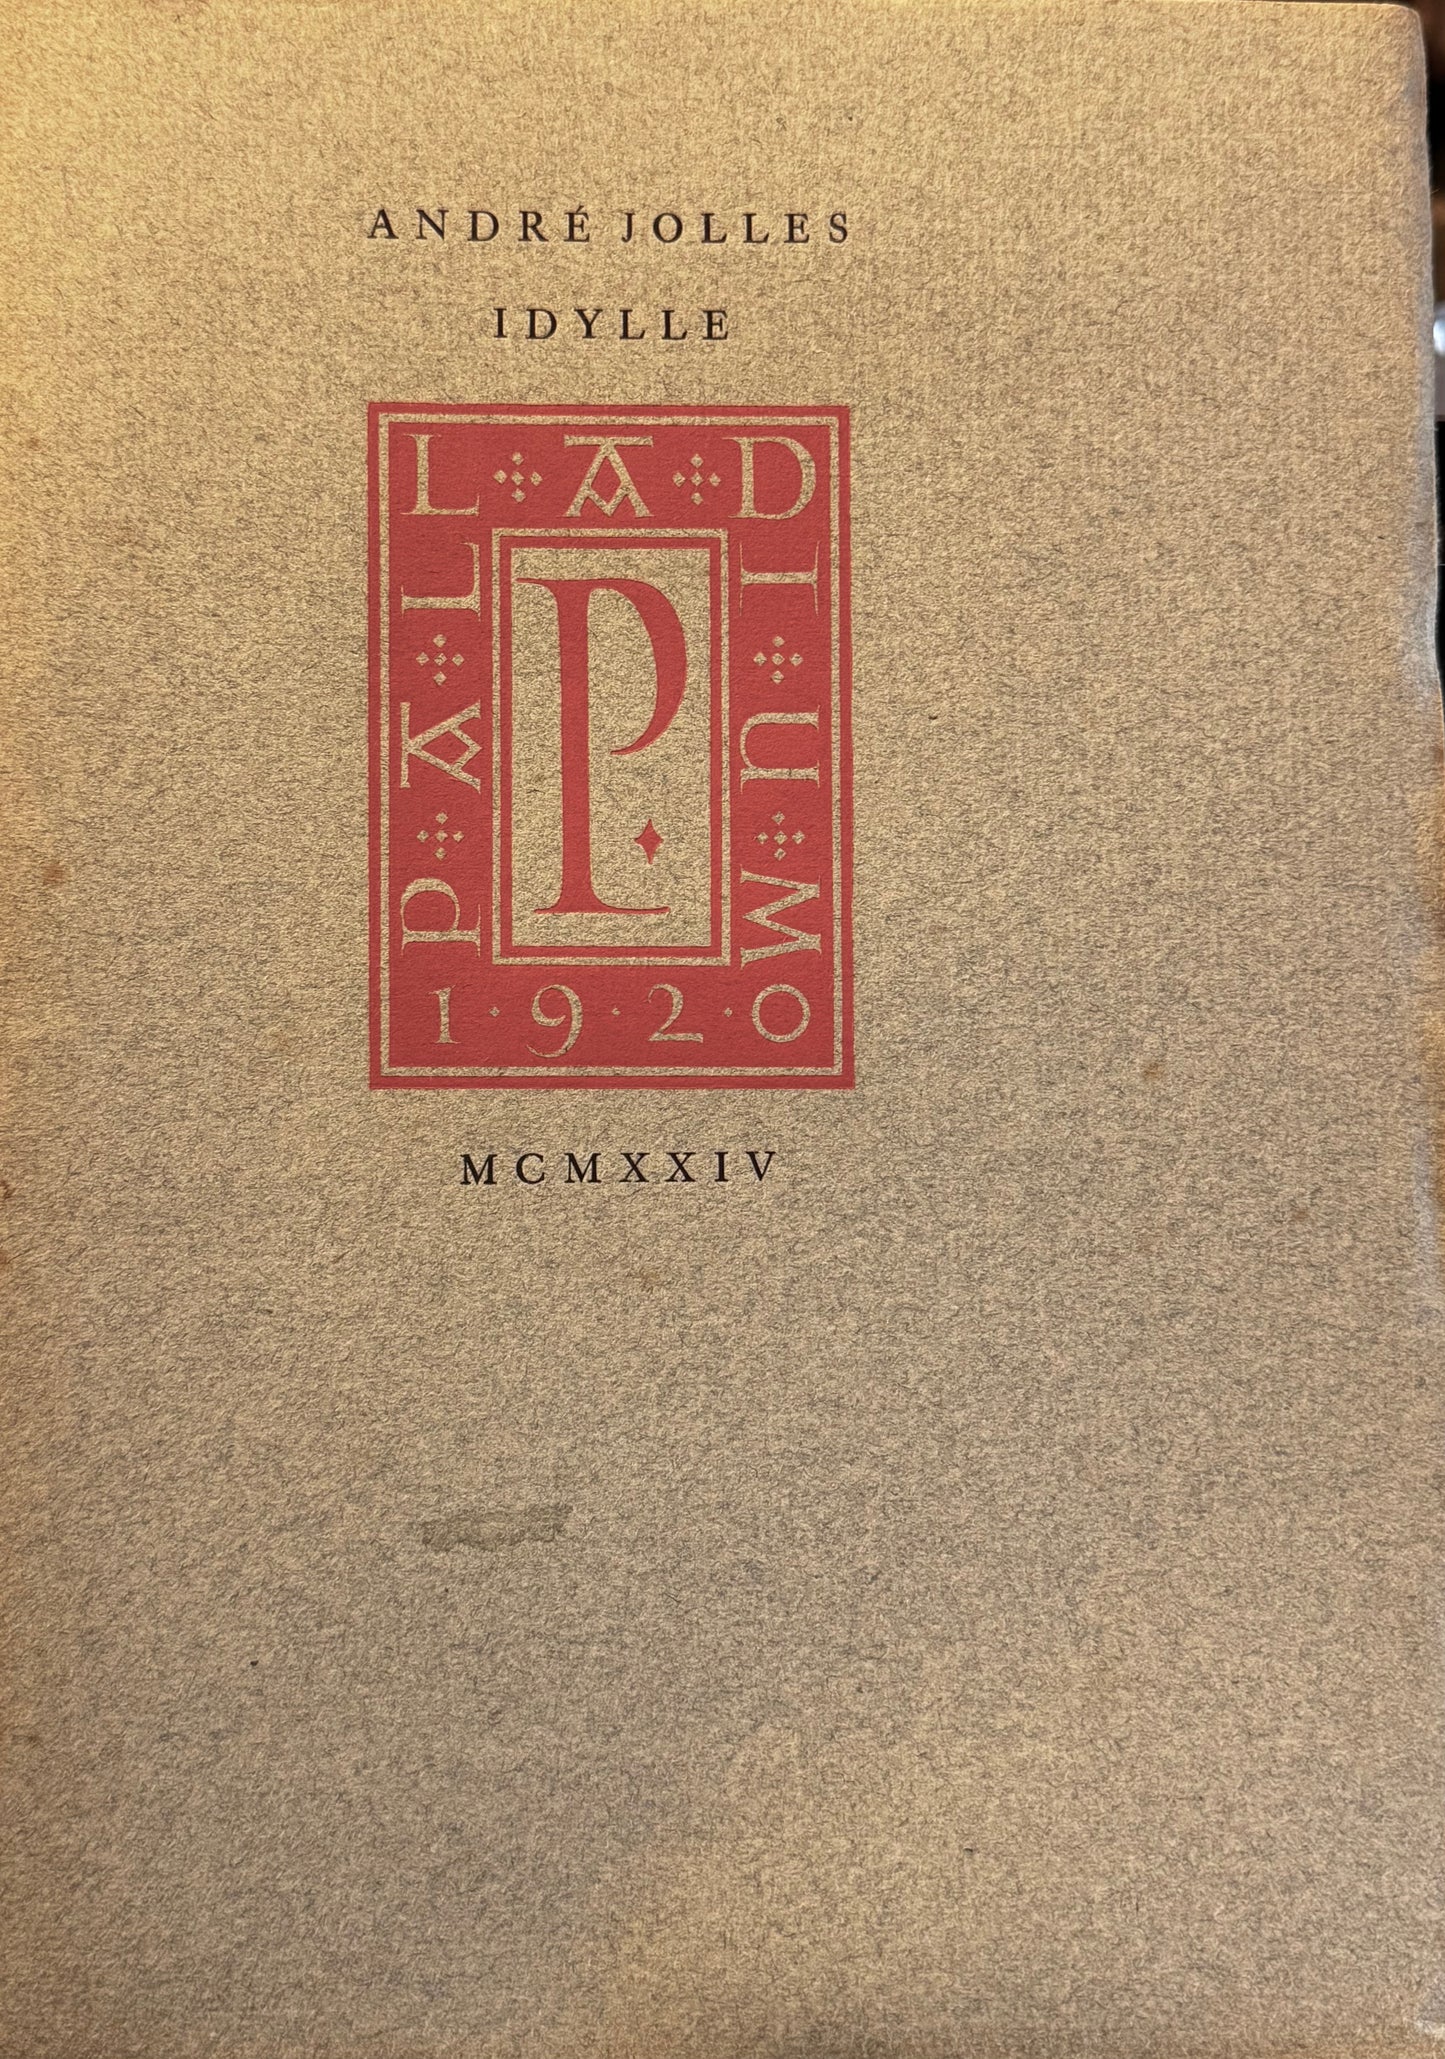 ANDRÉ JOLLES
IDYLLE
PALLADIUM
P.
1·9·2·0
MCMXXIV